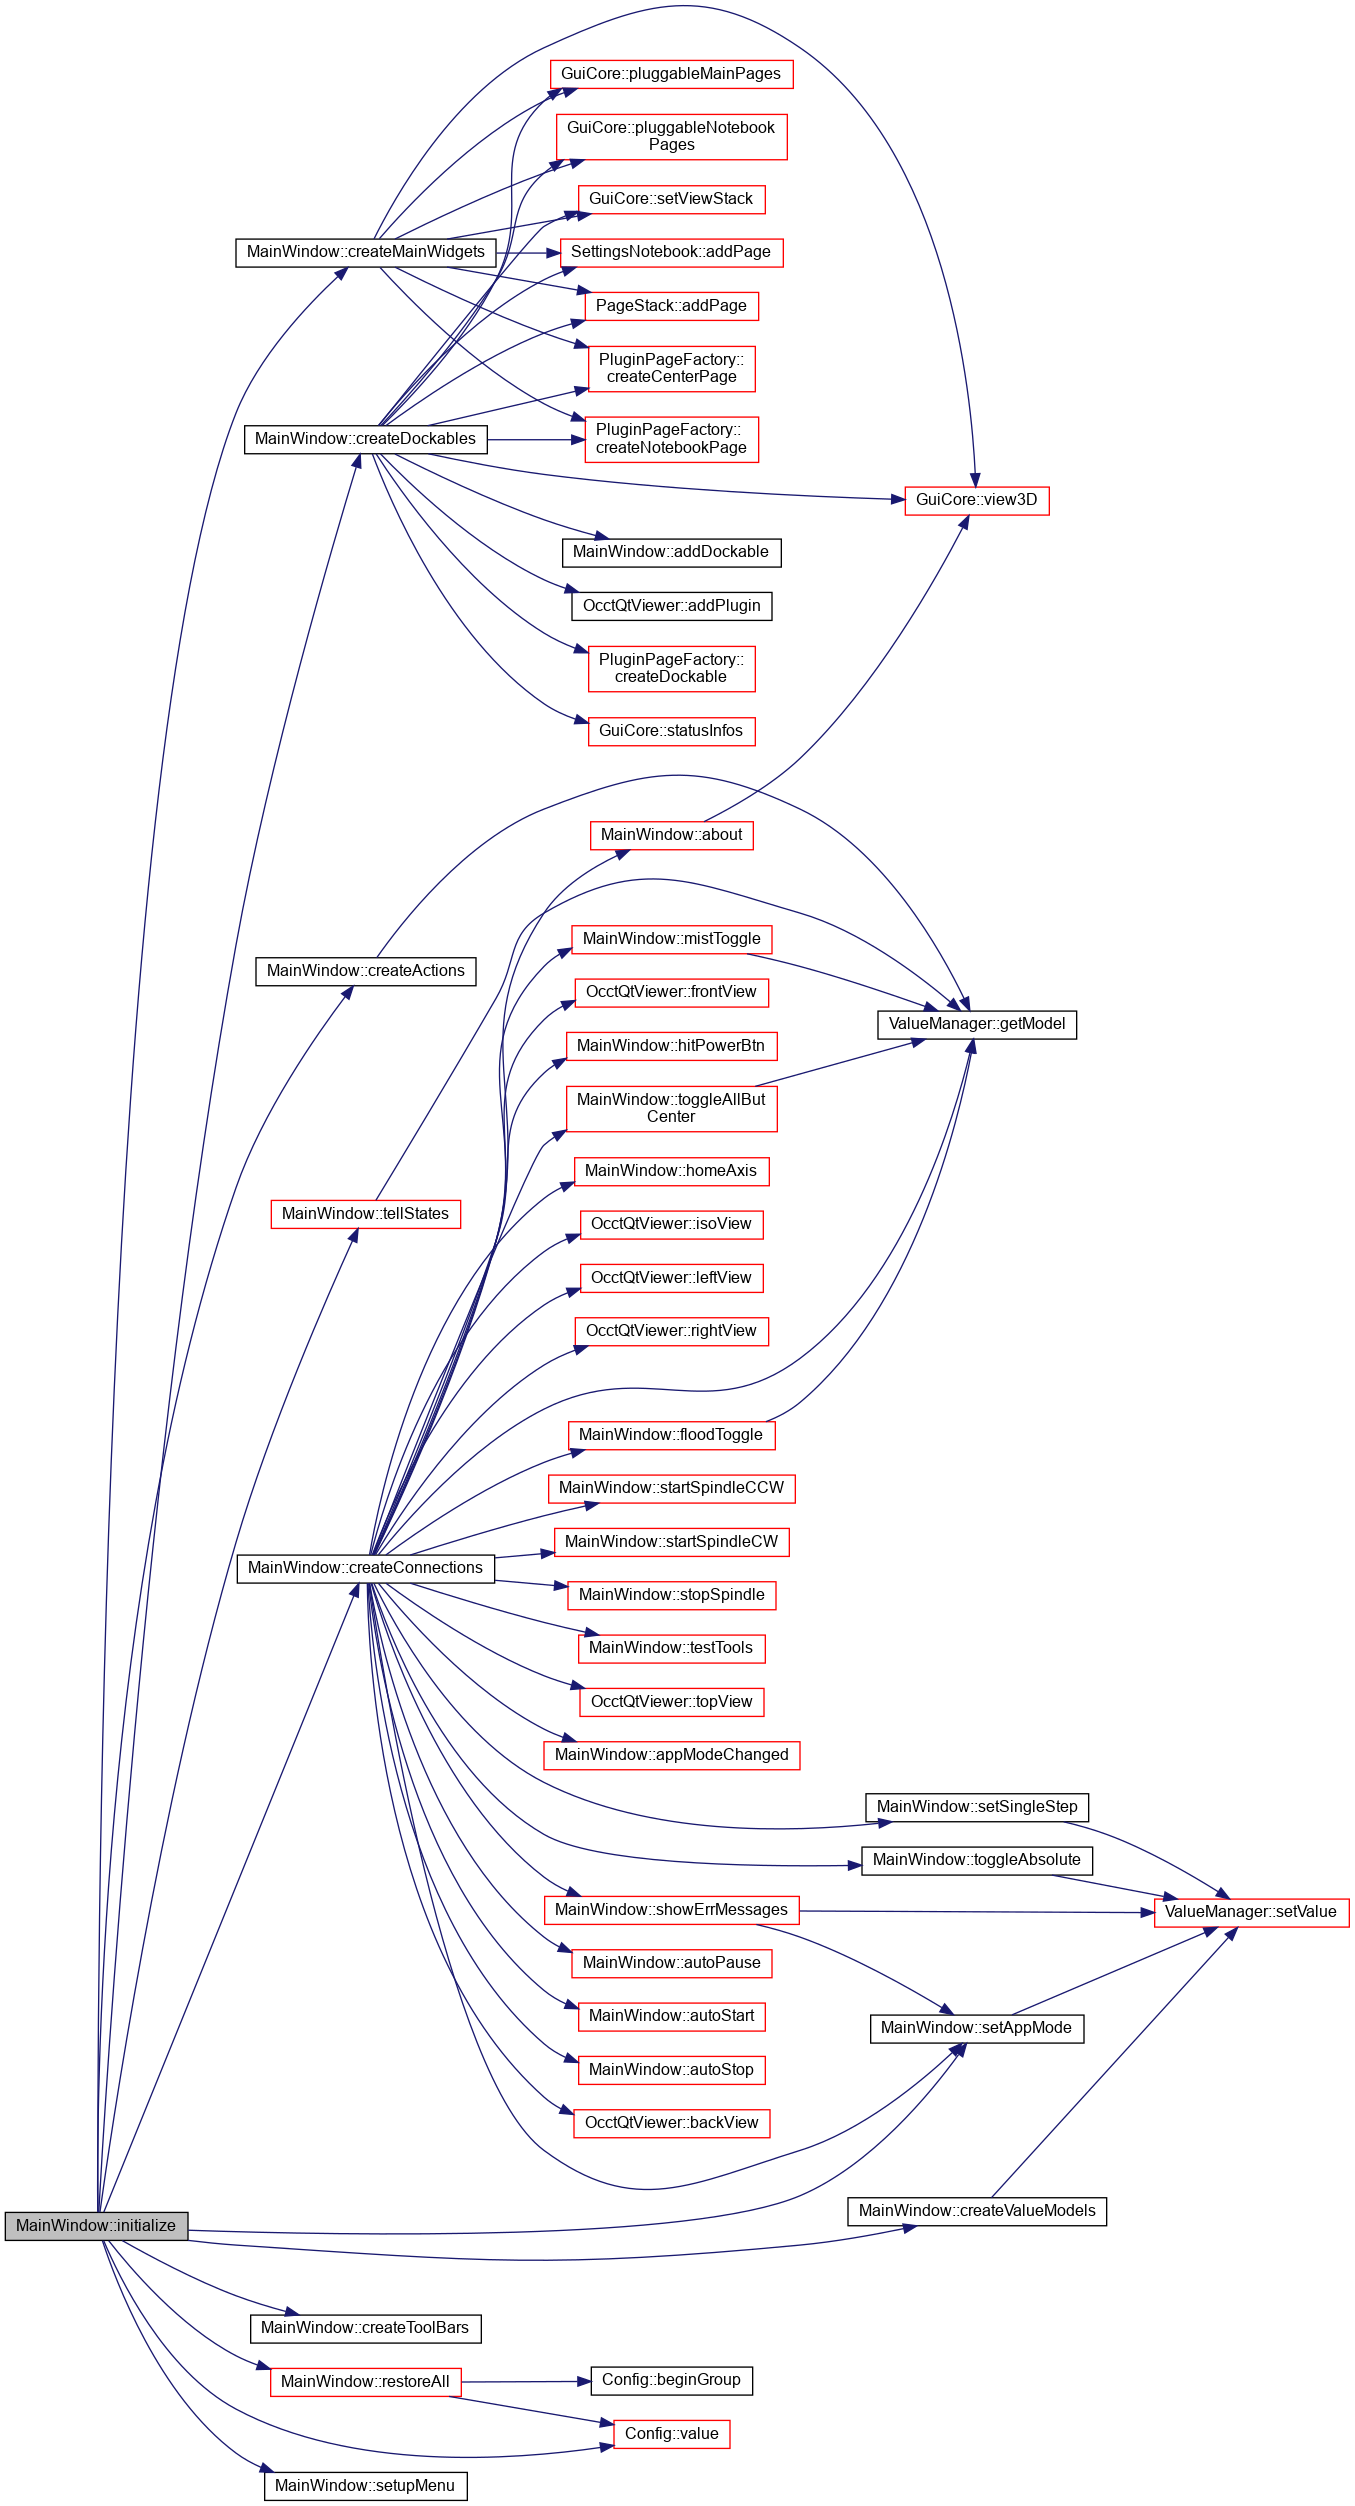 GuiCore::pluggableMainPages
GuiCore::pluggableNotebook
Pages
GuiCore::setViewStack
MainWindow::createMainWidgets
SettingsNotebook::addPage
PageStack::addPage
PluginPageFactory::
createCenterPage
PluginPageFactory::
createNotebookPage
MainWindow::createDockables
GuiCore::view3D
MainWindow::addDockable
OcctQtViewer::addPlugin
PluginPageFactory::
createDockable
GuiCore::statusInfos
MainWindow::about
MainWindow::mistToggle
MainWindow::createActions
OcctQtViewer::frontView
ValueManager::getModel
MainWindow::hitPowerBtn
MainWindow::toggleAllBut
Center
MainWindow::homeAxis
MainWindow::tellStates
OcctQtViewer::isoView
OcctQtViewer::leftView
OcctQtViewer::rightView
MainWindow::floodToggle
MainWindow::startSpindleCCW
MainWindow::startSpindleCW
MainWindow::createConnections
MainWindow::stopSpindle
MainWindow::testTools
OcctQtViewer::topView
MainWindow::appModeChanged
MainWindow::setSingleStep
MainWindow::toggleAbsolute
MainWindow::showErrMessages
ValueManager::setValue
MainWindow::autoPause
MainWindow::autoStart
MainWindow::setAppMode
MainWindow::autoStop
OcctQtViewer::backView
MainWindow::createValueModels
MainWindow::initialize
MainWindow::createToolBars
MainWindow::restoreAll
Config::beginGroup
Config::value
MainWindow::setupMenu